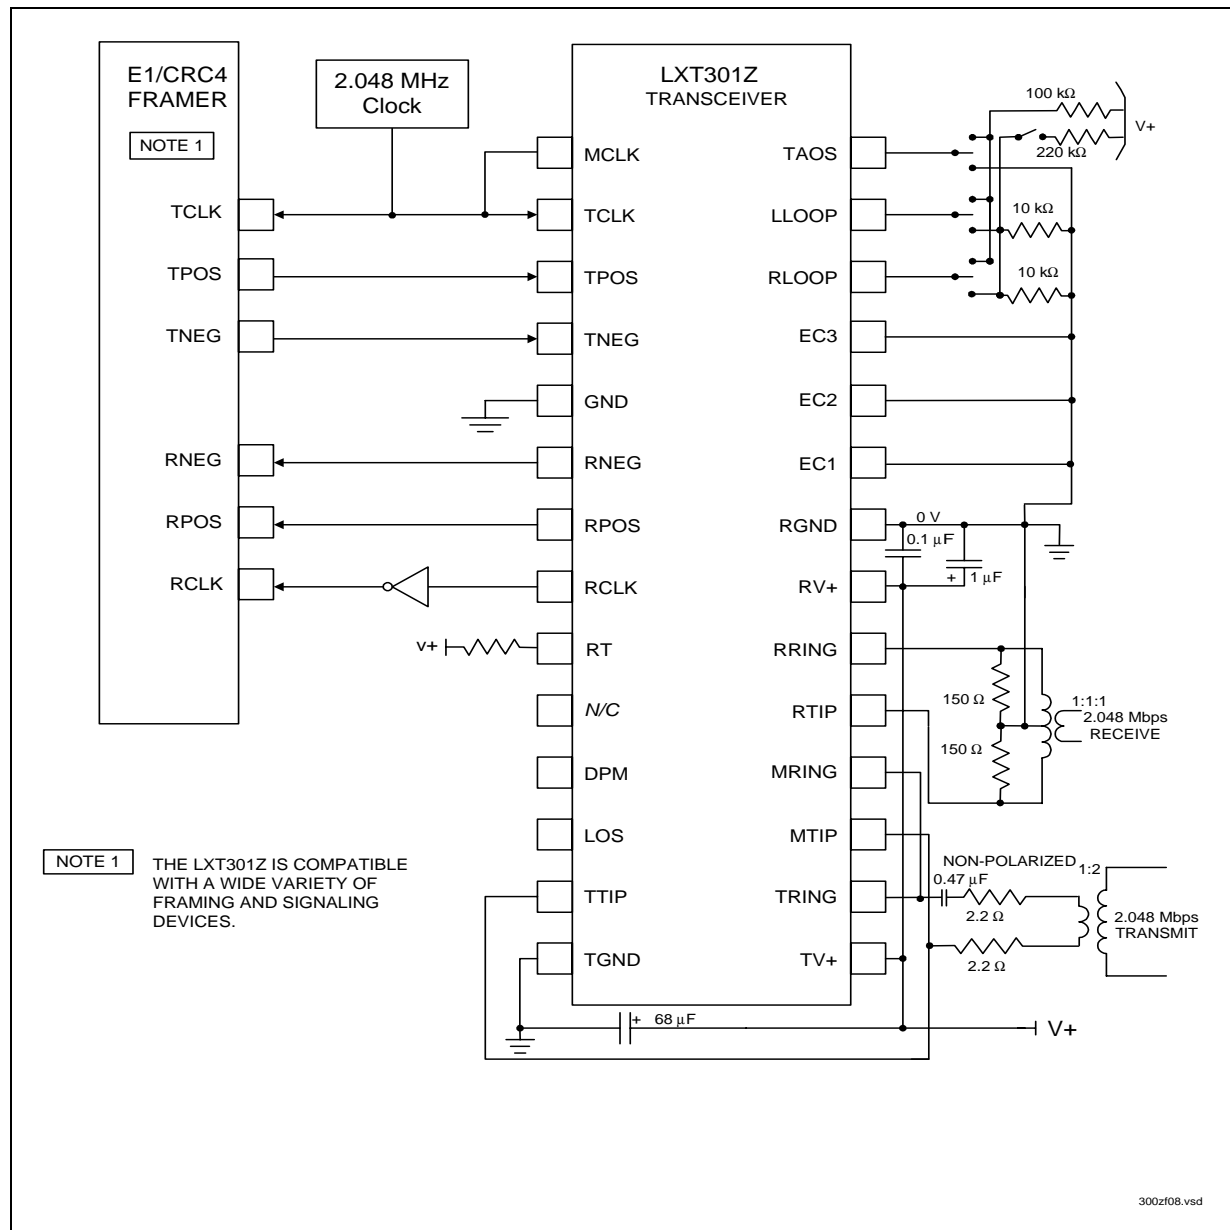 E1/CRC4
FRAMER
NOTE 1
TCLK
TPOS
TNEG
RNEG
RPOS
RCLK
2.048 MHz
Clock
LXT301Z
TRANSCEIVER
MCLK
TCLK
TPOS
TNEG
GND
RNEG
RPOS
RCLK
RT
N/C
DPM
LOS
TTIP
TGND
v+
TAOS
LLOOP
RLOOP
EC3
EC2
EC1
RGND
RV+
RRING
RTIP
MRING
MTIP
TRING
TV+
100 kΩ
V+
220 kΩ
10 kΩ
10 kΩ
0 V
0.1 µF
+ 1 µF
150 Ω
150 Ω
1:1:1
2.048 Mbps
RECEIVE
NON-POLARIZED
1:2
0.47 µF
2.2 Ω
2.2 Ω
2.048 Mbps
TRANSMIT
+ 68 µF
V+
NOTE 1
THE LXT301Z IS COMPATIBLE
WITH A WIDE VARIETY OF
FRAMING AND SIGNALING
DEVICES.
300zf08.vsd